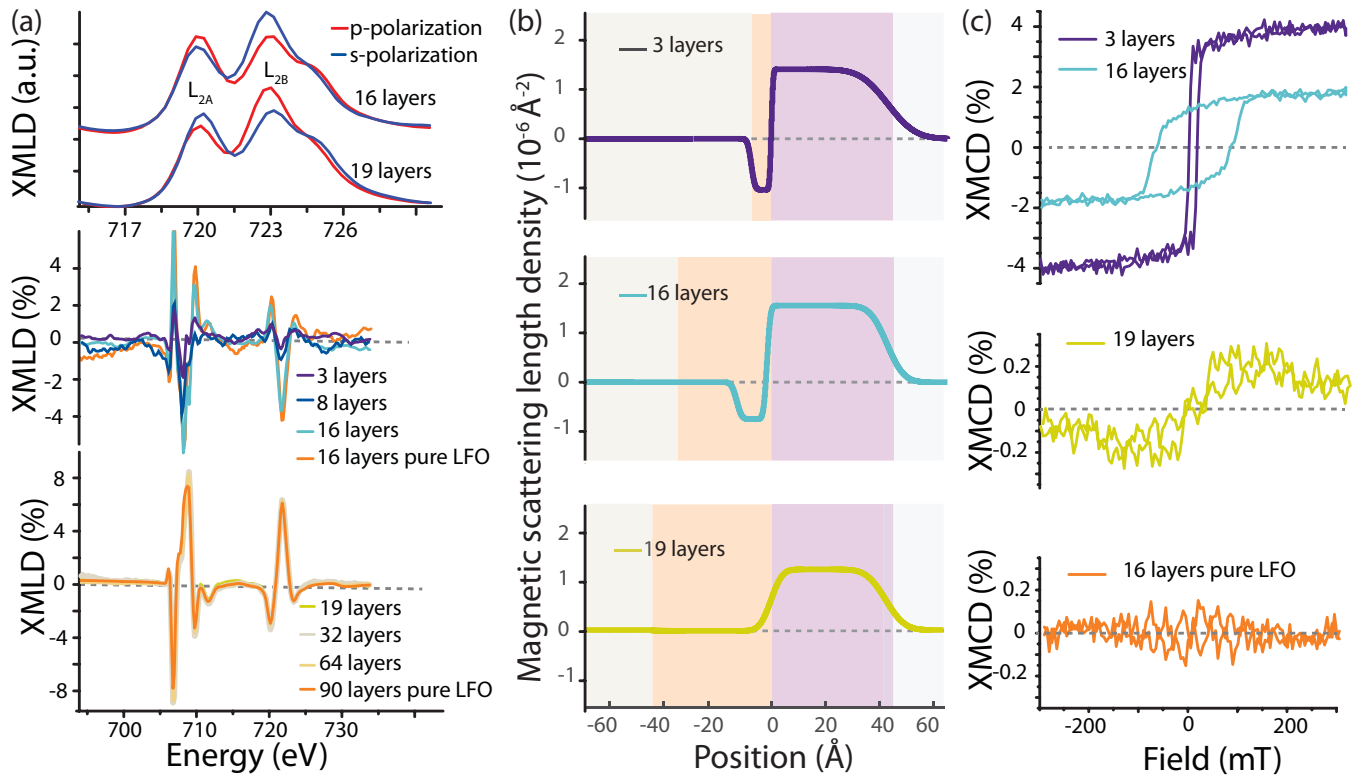 (a)
XMLD (a.u.)
p-polarization
s-polarization
L2A
L2B
16 layers
19 layers
717 720 723 726
XMLD (%)
4
2
0
-2
-4
3 layers
8 layers
16 layers
16 layers pure LFO
XMLD (%)
8
4
0
-4
-8
19 layers
32 layers
64 layers
90 layers pure LFO
700 710 720 730
Energy (eV)
(b)
Magnetic scattering length density (10-6 Å-2)
3 layers
2
1
0
-1
16 layers
2
1
0
-1
19 layers
2
1
0
-1
-60 -40 -20 0 20 40 60
Position (Å)
(c)
XMCD (%)
4
2
0
-2
-4
3 layers
16 layers
XMCD (%)
0.2
0
-0.2
19 layers
XMCD (%)
0.2
0
-0.2
16 layers pure LFO
-200 0 200
Field (mT)